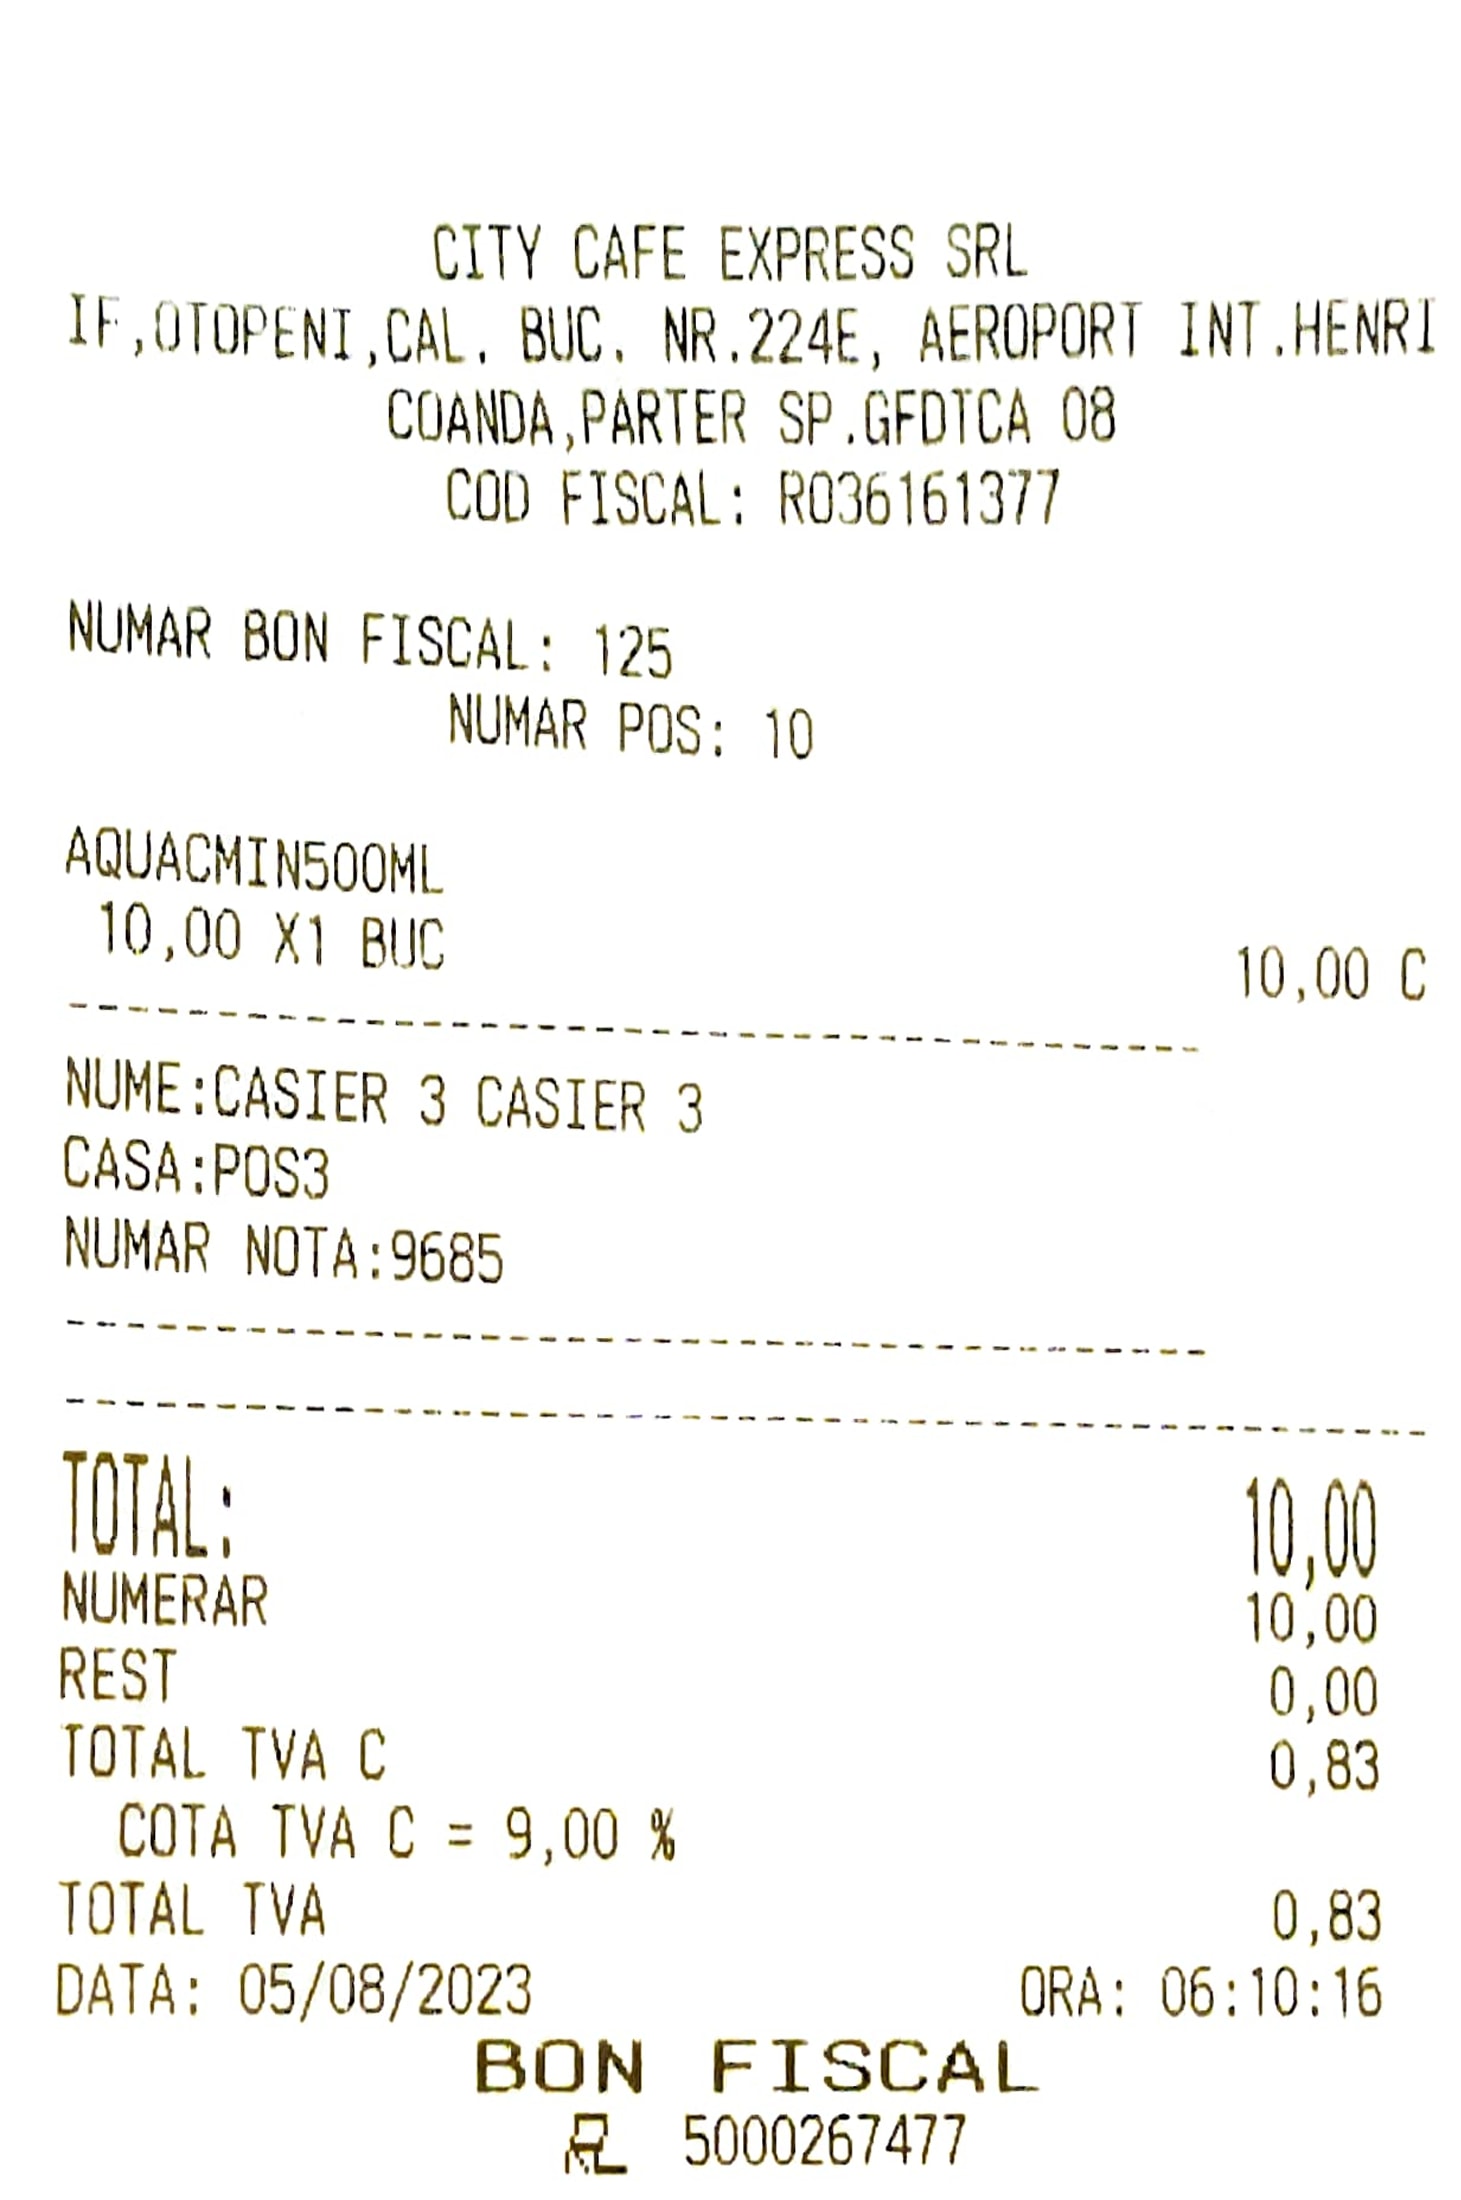 CITY CAFE EXPRESS SRL
IF,OTOPENI,CAL. BUC. NR.224E, AEROPORT INT.HENRI
COANDA,PARTER SP.GFDTCA 08
COD FISCAL: RO36161377
NUMAR BON FISCAL: 125
NUMAR POS: 10
AQUACMIN500ML
10,00 X1 BUC 10,00 C
------------------------------------------
NUME:CASIER 3 CASIER 3
CASA:POS3
NUMAR NOTA:9685
------------------------------------------
------------------------------------------------
TOTAL: 10,00
NUMERAR 10,00
REST 0,00
TOTAL TVA C 0,83
COTA TVA C = 9,00 %
TOTAL TVA 0,83
DATA: 05/08/2023 ORA: 06:10:16
BON FISCAL
5000267477